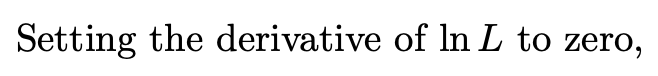 Setting the derivative of ln L to zero,